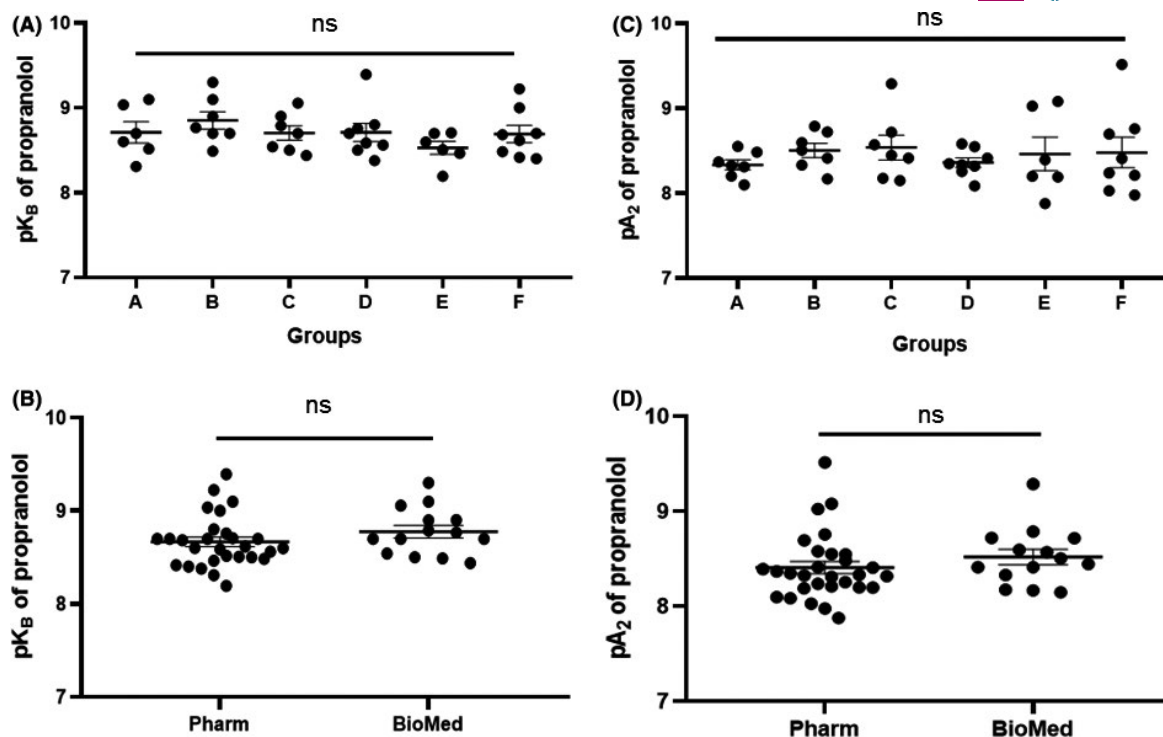 (A)
ns
10
9
8
7
pKB of propranolol
A B C D E F
Groups
(C)
ns
10
9
8
7
pA2 of propranolol
A B C D E F
Groups
(B)
ns
10
9
8
7
pKB of propranolol
Pharm BioMed
(D)
ns
10
9
8
7
pA2 of propranolol
Pharm BioMed